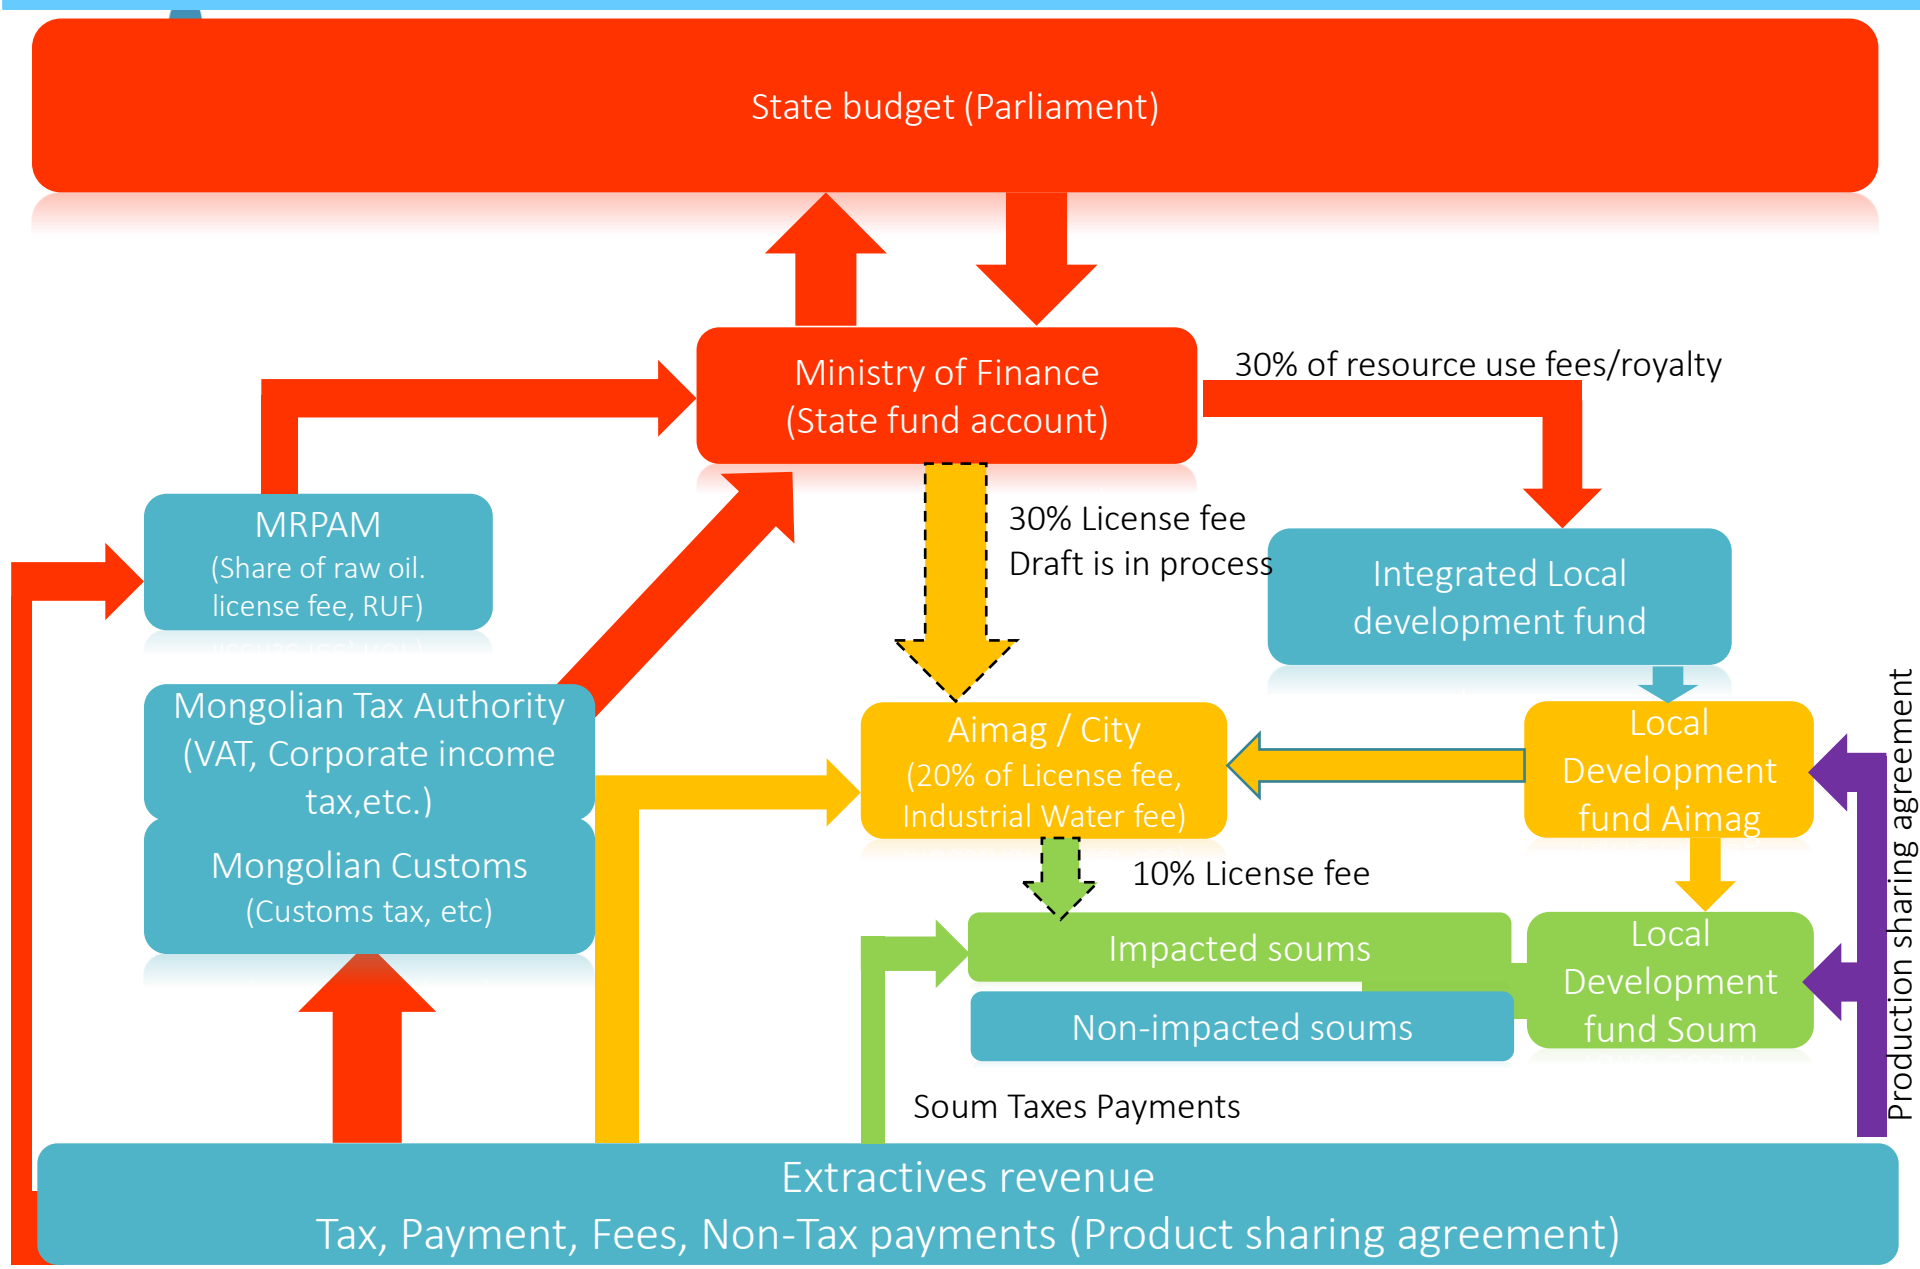 State budget (Parliament)
Ministry of Finance
(State fund account)
30% of resource use fees/royalty
MRPAM
(Share of raw oil.
license fee, RUF)
30% License fee
Draft is in process
Integrated Local
development fund
Mongolian Tax Authority
(VAT, Corporate income
tax,etc.)
Aimag / City
(20% of License fee,
Industrial Water fee)
Local
Development
fund Aimag
Production sharing agreement
Mongolian Customs
(Customs tax, etc)
10% License fee
Impacted soums
Non-impacted soums
Local
Development
fund Soum
Soum Taxes Payments
Extractives revenue
Tax, Payment, Fees, Non-Tax payments (Product sharing agreement)